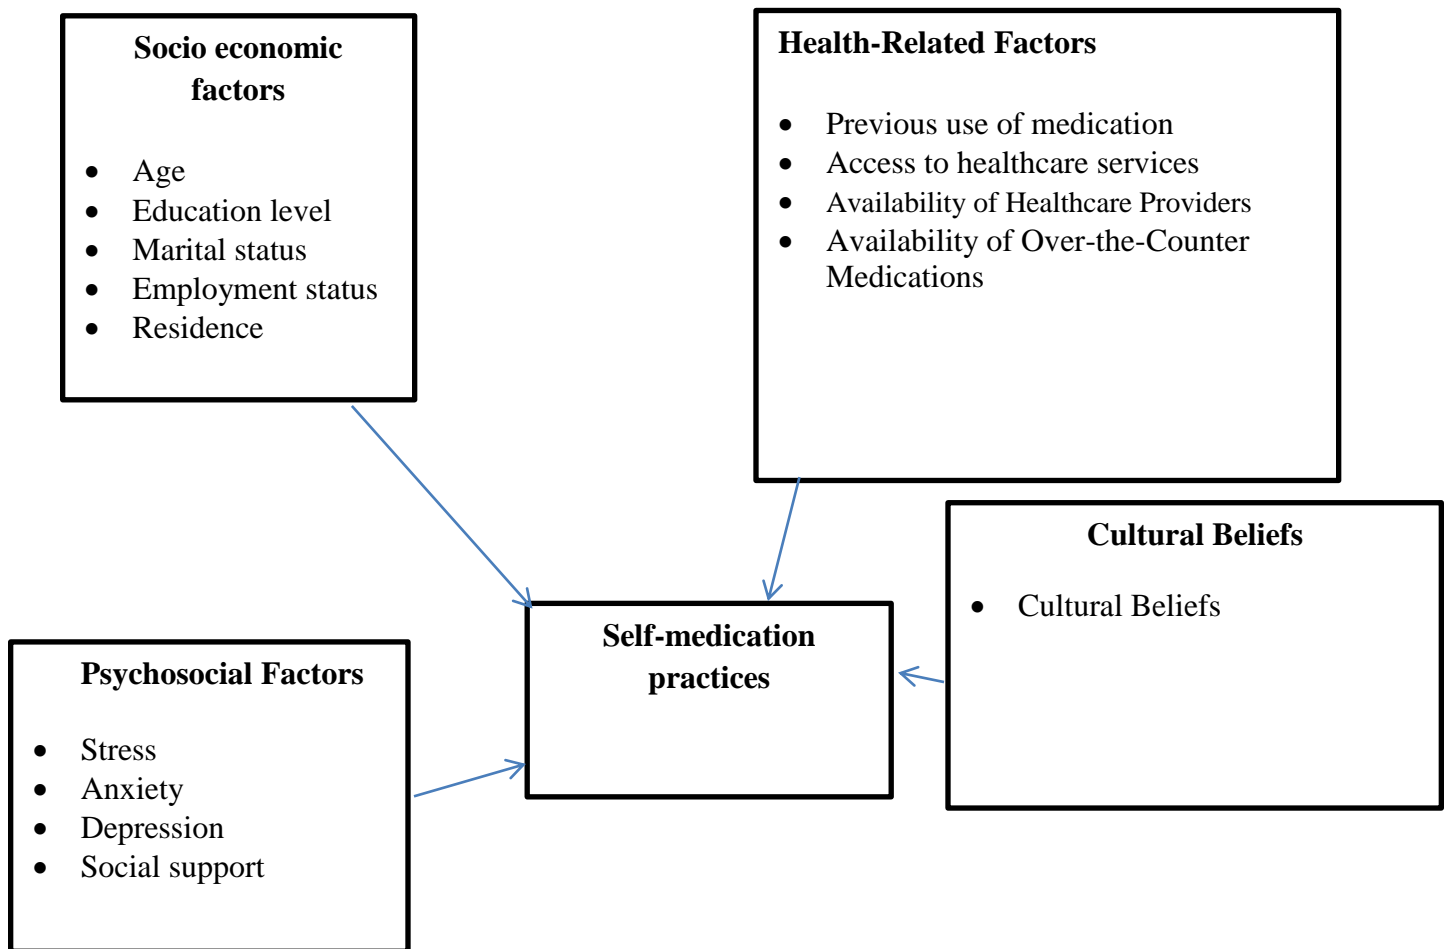 Socio economic
factors
• Age
• Education level
• Marital status
• Employment status
• Residence
Health-Related Factors
• Previous use of medication
• Access to healthcare services
• Availability of Healthcare Providers
• Availability of Over-the-Counter
Medications
Cultural Beliefs
• Cultural Beliefs
Self-medication
practices
Psychosocial Factors
• Stress
• Anxiety
• Depression
• Social support